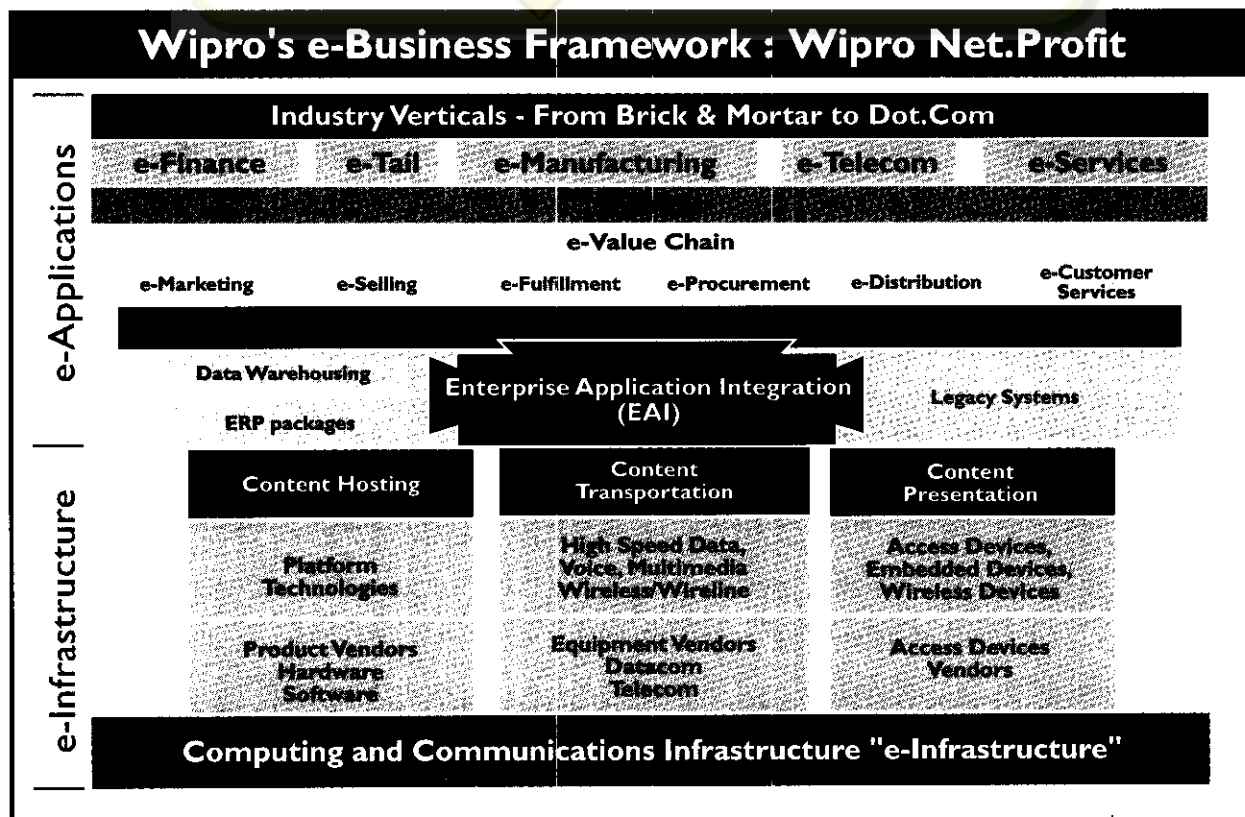 Wipro's e-Business Framework : Wipro Net.Profit
e-Applications
Industry Verticals - From Brick & Mortar to Dot.Com
e-Finance e-Tail e-Manufacturing e-Telecom e-Services
e-Value Chain
e-Marketing e-Selling e-Fulfillment e-Procurement e-Distribution e-Customer
Services
Data Warehousing
ERP packages
Enterprise Application Integration
(EAI)
Legacy Systems
e-Infrastructure
Content Hosting
Platform
Technologies
Product Vendors
Hardware
Software
Content
Transportation
High Speed Data,
Voice, Multimedia
Wireless/Wireline
Equipment Vendors
Datacom
Telecom
Content
Presentation
Access Devices,
Embedded Devices,
Wireless Devices
Access Devices
Vendors
Computing and Communications Infrastructure "e-Infrastructure"